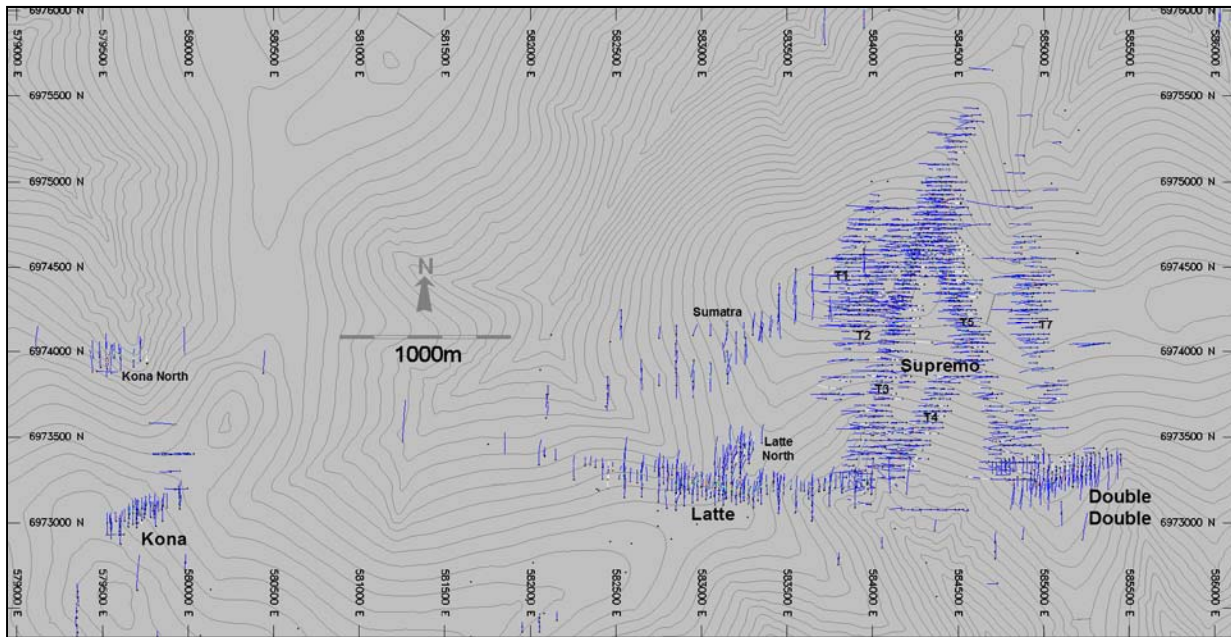 6976000 N
579000 E
579500 E
580000 E
580500 E
581000 E
581500 E
582000 E
582500 E
583000 E
583500 E
584000 E
584500 E
585000 E
585500 E
586000 E
6976000 N
6975500 N
6975500 N
6975000 N
6975000 N
6974500 N
N
T1
6974500 N
Sumatra
T5
T7
T2
6974000 N
1000m
6974000 N
Kona North
Supremo
T3
T4
6973500 N
Latte
North
6973500 N
Double
Double
Latte
6973000 N
6973000 N
Kona
579000 E
579500 E
580000 E
580500 E
581000 E
581500 E
582000 E
582500 E
583000 E
583500 E
584000 E
584500 E
585000 E
585500 E
586000 E